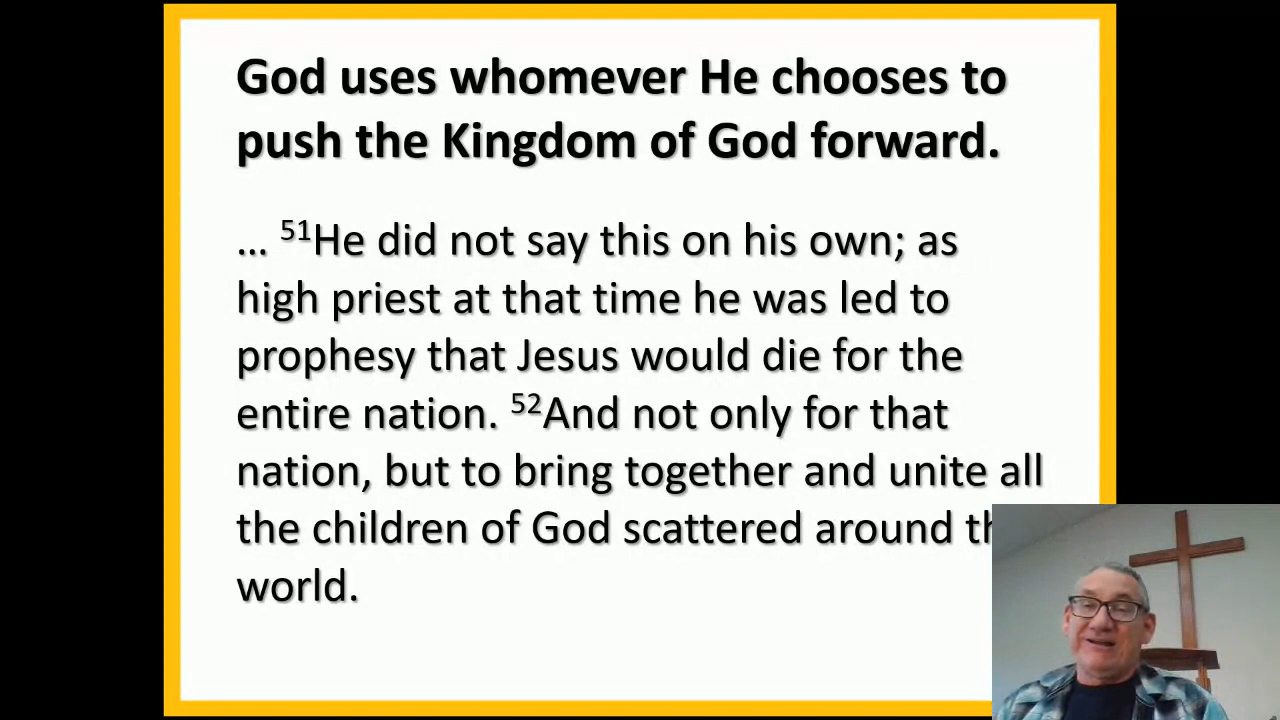 God uses whomever He chooses to
push the Kingdom of God forward.
… ⁵¹He did not say this on his own; as
high priest at that time he was led to
prophesy that Jesus would die for the
entire nation. ⁵²And not only for that
nation, but to bring together and unite all
the children of God scattered around
world.